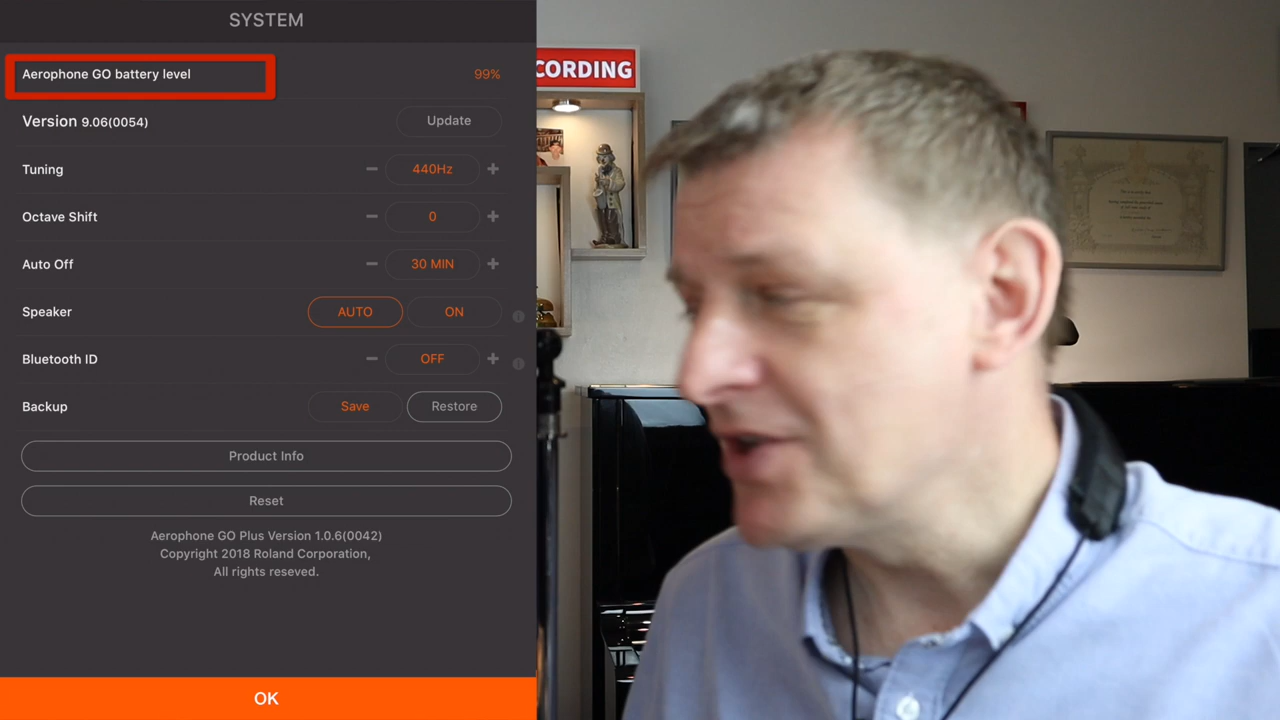 SYSTEM
Aerophone GO battery level 99%
Version 9.06(0054) Update
Tuning − 440Hz +
Octave Shift − 0 +
Auto Off − 30 MIN +
Speaker AUTO ON
Bluetooth ID − OFF +
Backup Save Restore
Product Info
Reset
Aerophone GO Plus Version 1.0.6(0042)
Copyright 2018 Roland Corporation,
All rights reseved.
OK
CORDING